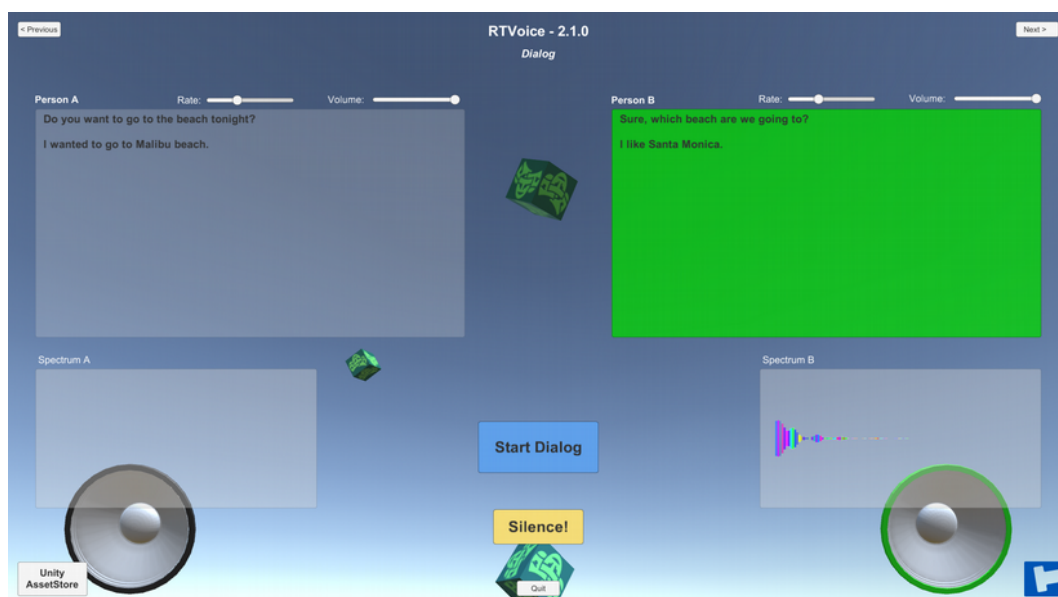 < Previous
RTVoice - 2.1.0
Next >
Dialog
Person A
Rate:
Volume:
Do you want to go to the beach tonight?
I wanted to go to Malibu beach.
Person B
Rate:
Volume:
Sure, which beach are we going to?
I like Santa Monica.
Spectrum A
Spectrum B
Start Dialog
Silence!
Unity
AssetStore
Quit